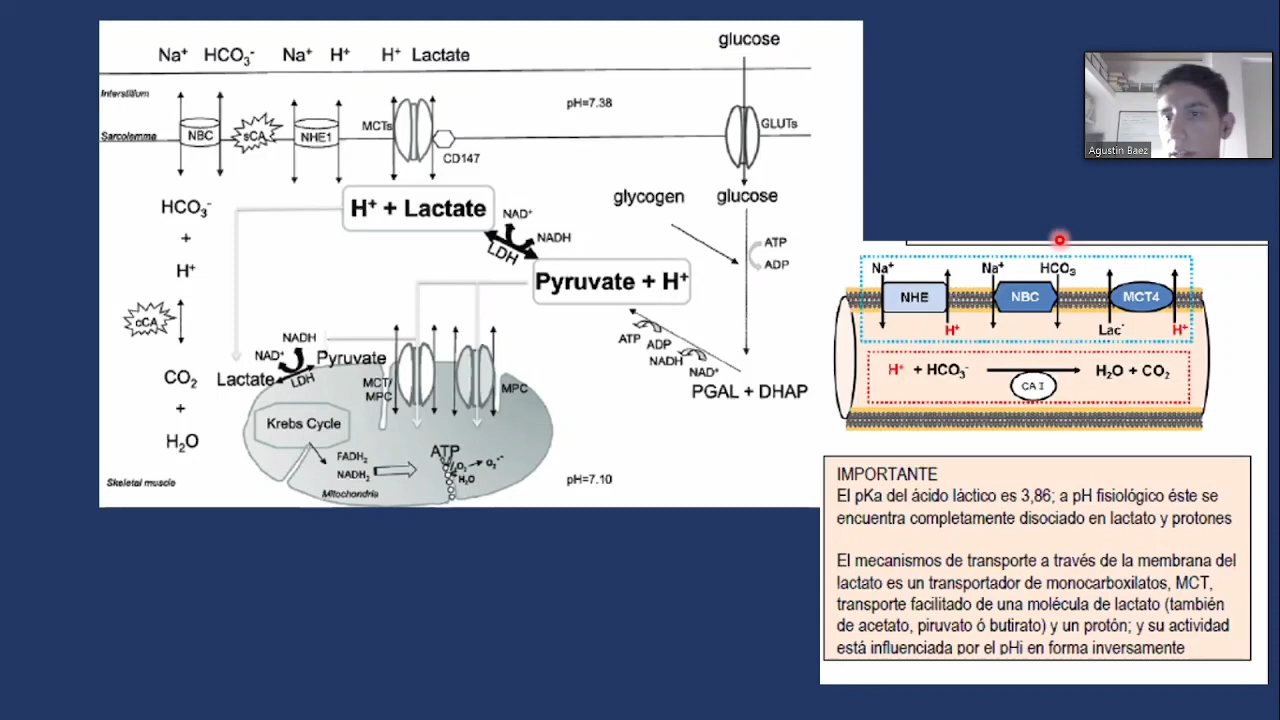 Na⁺ HCO₃⁻ Na⁺ H⁺ H⁺ Lactate
glucose
Interstitium
pH=7.38
Sarcolemma
NBC
sCA
NHE1
MCTs
CD147
GLUTs
HCO₃⁻
+
H⁺
cCA
CO₂
+
H₂O
H⁺ + Lactate
NAD⁺
NADH
LDH
Pyruvate + H⁺
glycogen
glucose
ATP
ADP
ATP
ADP
NADH
NAD⁺
PGAL + DHAP
NADH
NAD⁺
Lactate
LDH
Pyruvate
MCT/
MPC
MPC
Krebs Cycle
FADH₂
NADH₂
ATP
O₂
O₂⁻
H₂O
Mitochondria
Skeletal muscle
pH=7.10
Agustín Baez
Na⁺ Na⁺ HCO₃
NHE NBC MCT4
H⁺ Lac⁻ H⁺
H⁺ + HCO₃⁻ H₂O + CO₂
CA I
IMPORTANTE
El pKa del ácido láctico es 3,86; a pH fisiológico éste se
encuentra completamente disociado en lactato y protones
El mecanismos de transporte a través de la membrana del
lactato es un transportador de monocarboxilatos, MCT,
transporte facilitado de una molécula de lactato (también
de acetato, piruvato ó butirato) y un protón; y su actividad
está influenciada por el pHi en forma inversamente